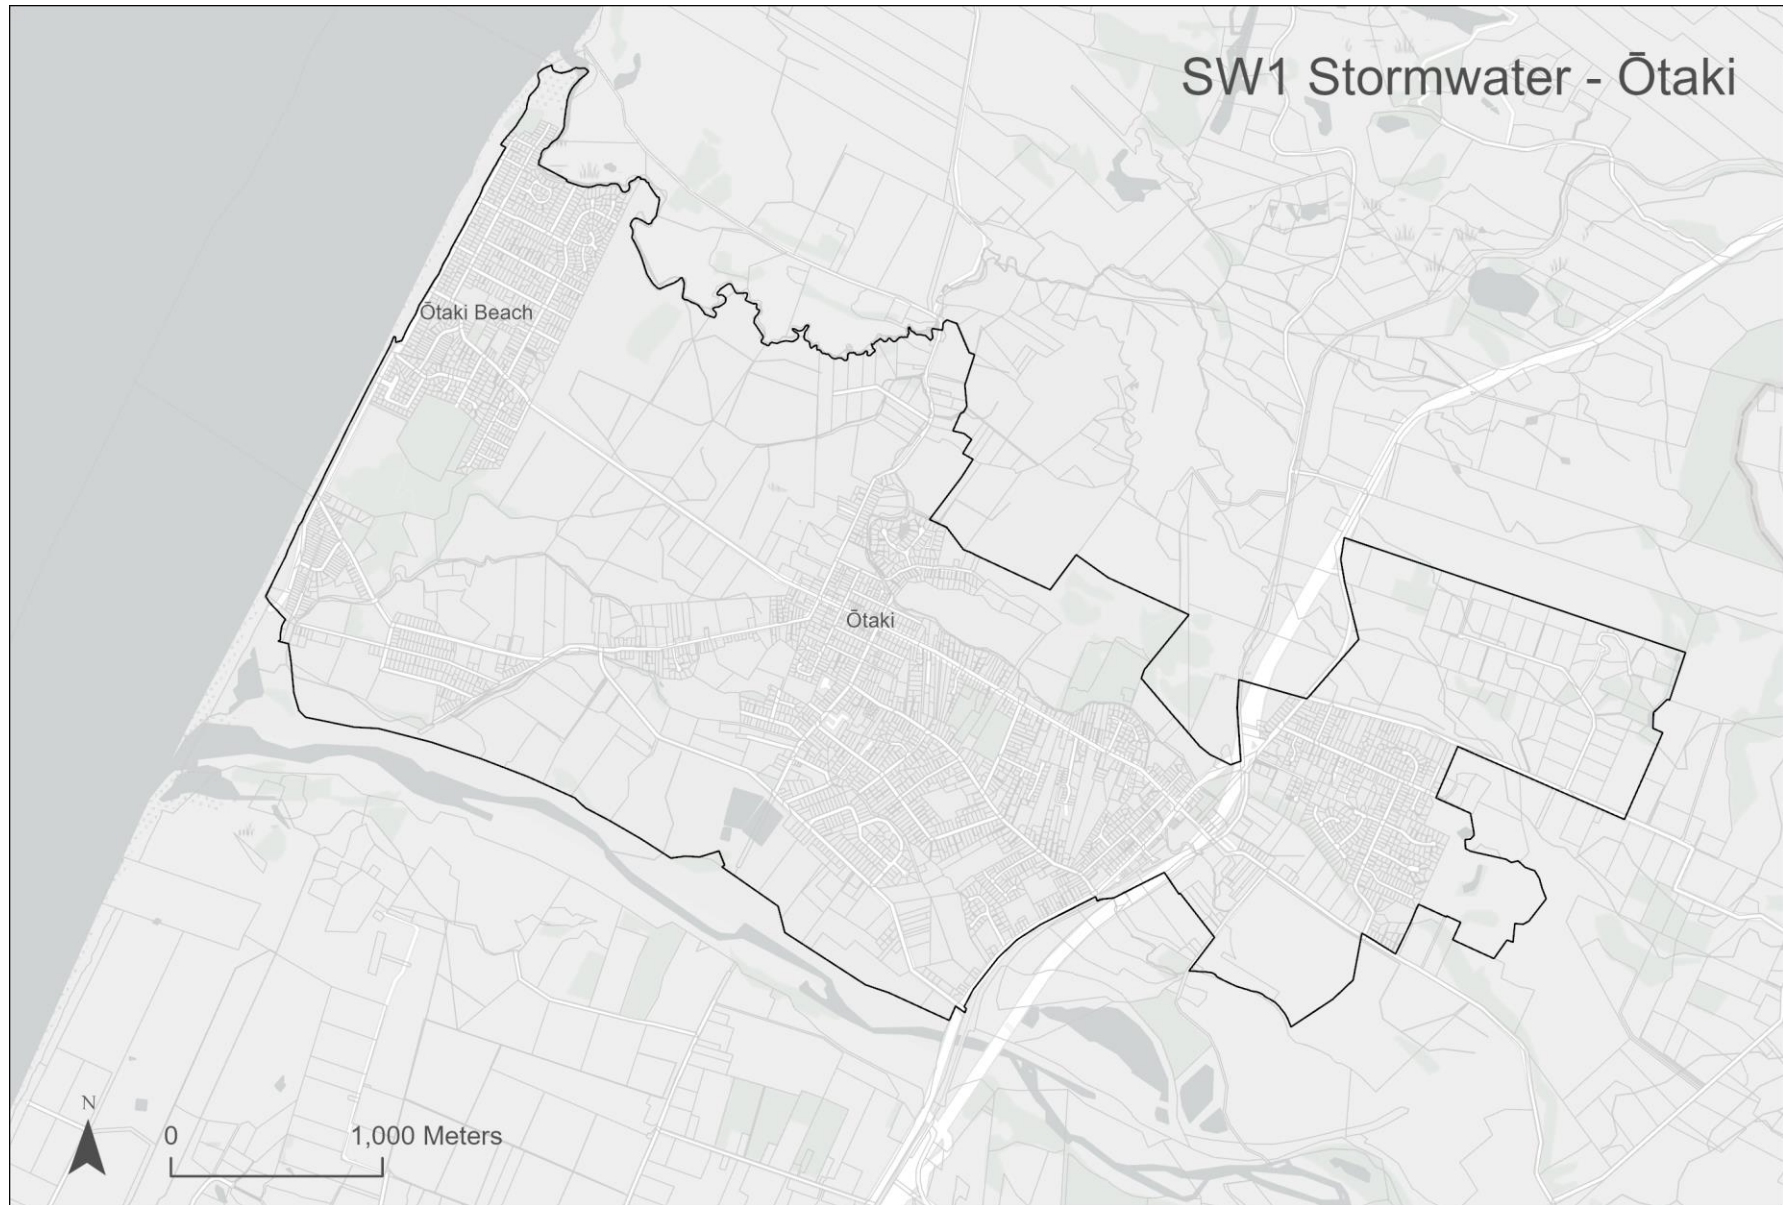 SW1 Stormwater - Ōtaki
Ōtaki Beach
Ōtaki
N
0 1,000 Meters